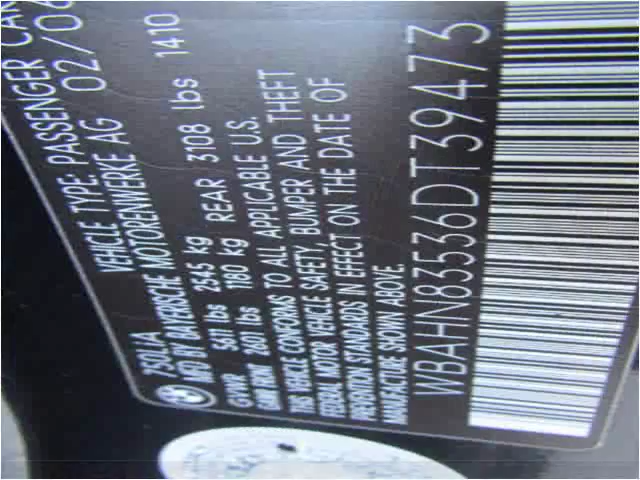 VEHICLE TYPE: PASSENGER CAR
02/06
750LIA VEHICLE
MFD BY BAYERISCHE MOTORENWERKE AG
GVWR 5611 lbs 2545 kg
GAWR FRONT 2601 lbs 1180 kg REAR 3108 lbs 1410
THIS VEHICLE CONFORMS TO ALL APPLICABLE U.S.
FEDERAL MOTOR VEHICLE SAFETY, BUMPER AND THEFT
PREVENTION STANDARDS IN EFFECT ON THE DATE OF
MANUFACTURE SHOWN ABOVE.
WBAHN83536DT39473